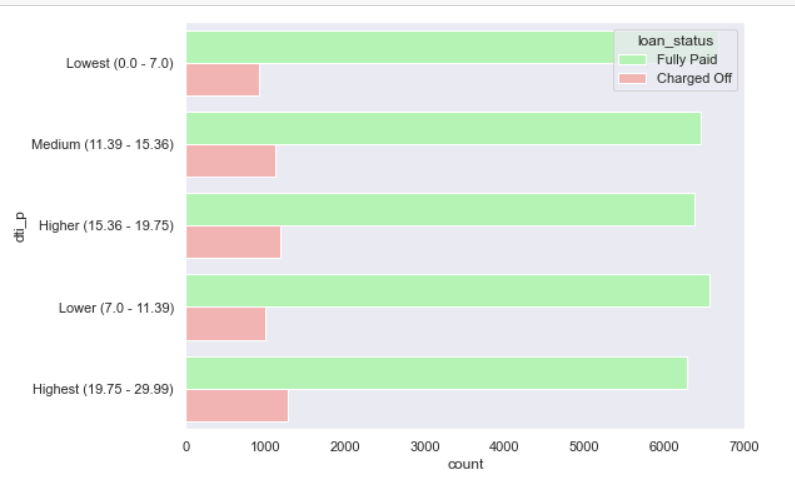 loan_status
Fully Paid
Charged Off
Lowest (0.0 - 7.0)
Medium (11.39 - 15.36)
Higher (15.36 - 19.75)
Lower (7.0 - 11.39)
Highest (19.75 - 29.99)
dti_p
0 1000 2000 3000 4000 5000 6000 7000
count